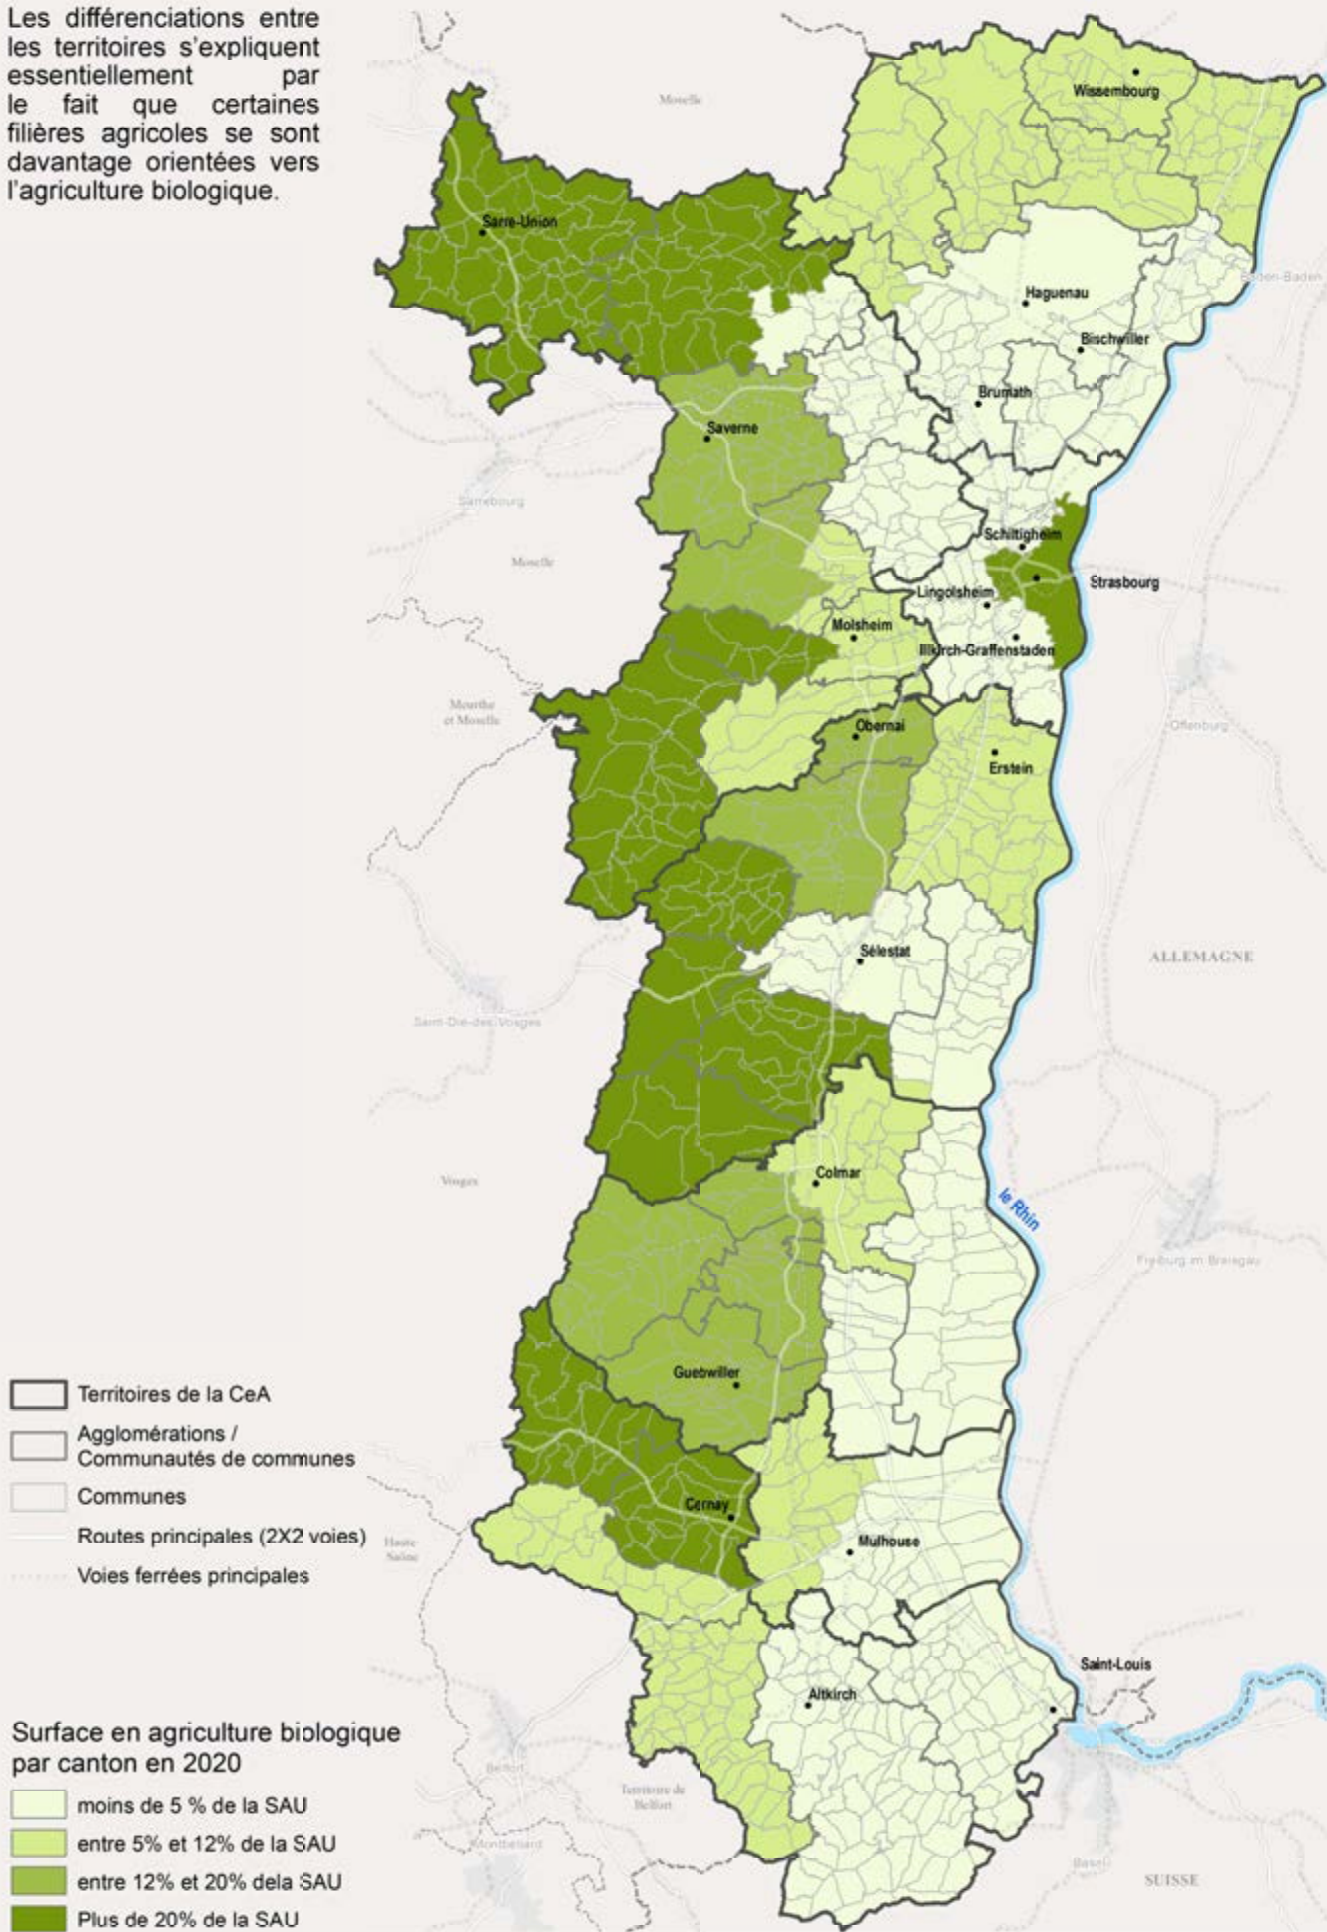 Les différenciations entre
les territoires s'expliquent
essentiellement par
le fait que certaines
filières agricoles se sont
davantage orientées vers
l'agriculture biologique.
Moselle
Wissembourg
Sarre-Union
Baden-Baden
Haguenau
Bischwiller
Brumath
Saverne
Sarrebourg
Schiltigheim
Moselle
Strasbourg
Lingolsheim
Molsheim
Illkirch-Graffenstaden
Meurthe
et Moselle
Obernai
Offenburg
Erstein
Sélestat
ALLEMAGNE
Saint-Dié-des-Vosges
Colmar
Vosges
le Rhin
Freiburg im Breisgau
Guebwiller
Territoires de la CeA
Agglomérations /
Communautés de communes
Communes
Routes principales (2X2 voies)
Voies ferrées principales
Cernay
Haute
Saône
Mulhouse
Saint-Louis
Altkirch
Surface en agriculture biologique
par canton en 2020
moins de 5 % de la SAU
entre 5% et 12% de la SAU
entre 12% et 20% dela SAU
Plus de 20% de la SAU
Belfort
Territoire de
Belfort
Montbéliard
Basel
SUISSE